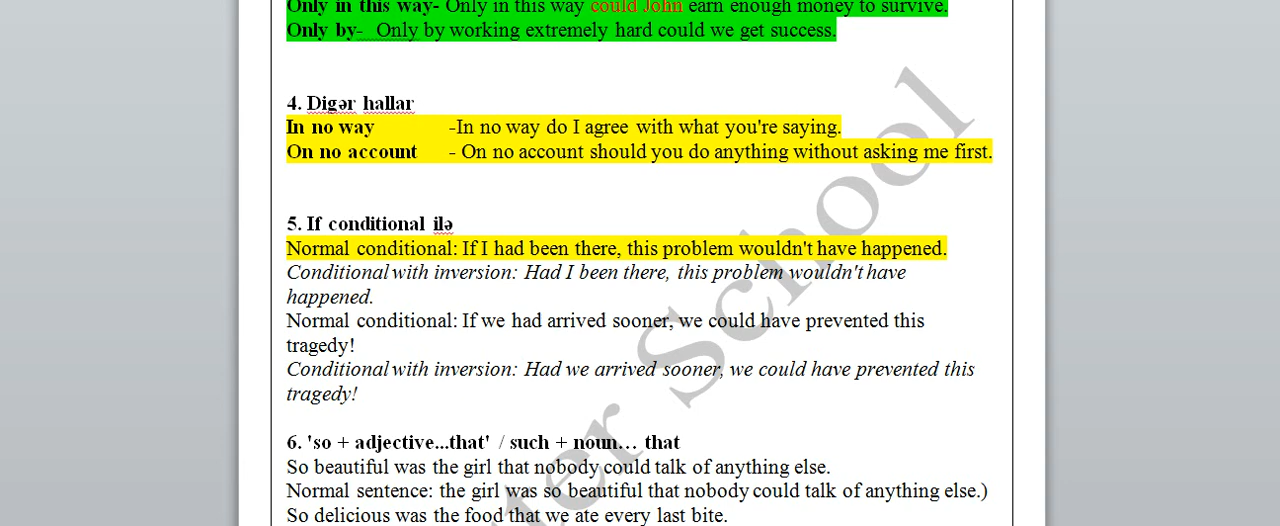 Only in this way- Only in this way could John earn enough money to survive.
Only by- Only by working extremely hard could we get success.
4. Digər hallar
In no way -In no way do I agree with what you're saying.
On no account - On no account should you do anything without asking me first.
5. If conditional ilə
Normal conditional: If I had been there, this problem wouldn't have happened.
Conditional with inversion: Had I been there, this problem wouldn't have
happened.
Normal conditional: If we had arrived sooner, we could have prevented this
tragedy!
Conditional with inversion: Had we arrived sooner, we could have prevented this
tragedy!
6. 'so + adjective...that' / such + noun… that
So beautiful was the girl that nobody could talk of anything else.
Normal sentence: the girl was so beautiful that nobody could talk of anything else.)
So delicious was the food that we ate every last bite.
School